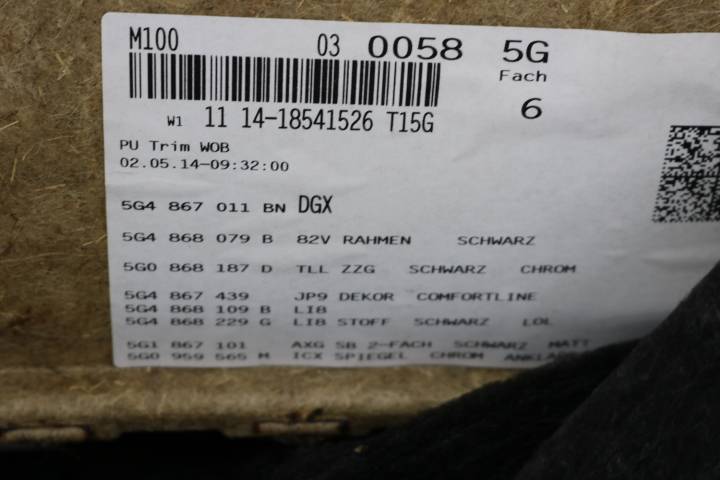 M100 03 0058 5G
Fach
6
W1 11 14-18541526 T15G
PU Trim WOB
02.05.14-09:32:00
5G4 867 011 BN DGX
5G4 868 079 B 82V RAHMEN SCHWARZ
5G0 868 187 D TLL ZZG SCHWARZ CHROM
5G4 867 439 JP9 DEKOR COMFORTLINE
5G4 868 109 B LI8
5G4 868 229 G LI8 STOFF SCHWARZ LOL
5G1 867 101 AXG SB 2-FACH SCHWARZ MATT
5G0 959 565 M ICX SPIEGEL CHROM